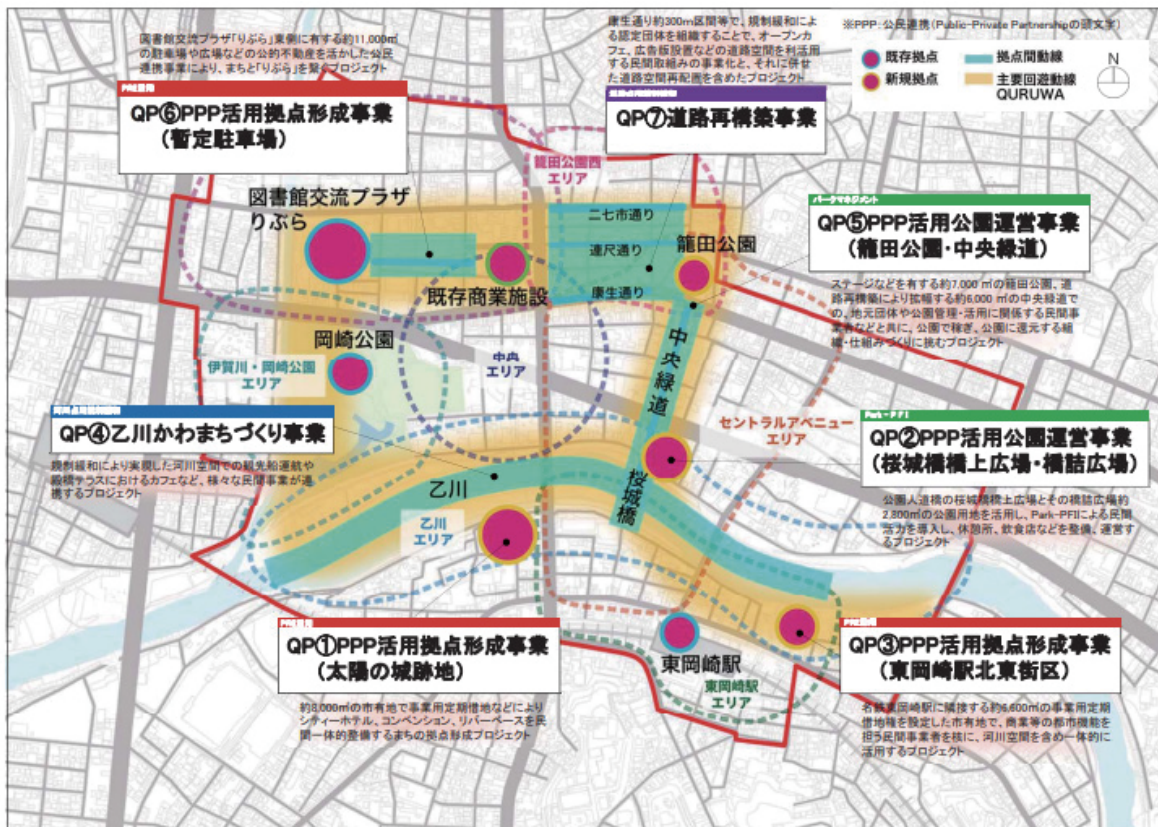 ※PPP：公民連携（Public-Private Partnershipの頭文字）
既存拠点
新規拠点
拠点間動線
主要回遊動線
QURUWA
N
図書館交流プラザ「りぶら」東側に有する約11,000㎡
の駐車場や広場などの公的不動産を活かした公民
連携事業により、まちと「りぶら」を繋ぐプロジェクト
PRE活用
QP⑥PPP活用拠点形成事業
（暫定駐車場）
康生通り約300m区間等で、規制緩和によ
る認定団体を組織することで、オープンカ
フェ、広告版設置などの道路空間を利活用
する民間取組みの事業化と、それに併せ
た道路空間再配置を含めたプロジェクト
QP⑦道路再構築事業
籠田公園西
エリア
図書館交流プラザ
りぶら
既存商業施設
二七市通り
連尺通り
康生通り
籠田公園
パークマネジメント
QP⑤PPP活用公園運営事業
（籠田公園・中央緑道）
ステージなどを有する約7,000㎡の籠田公園、道
路再構築により拡幅する約6,000㎡の中央緑道で
の、地元団体や公園管理・活用に関係する民間事
業者などと共に、公園で稼ぎ、公園に還元する組
織・仕組みづくりに挑むプロジェクト
岡崎公園
伊賀川・岡崎公園
エリア
中央
エリア
中央緑道
セントラルアベニュー
エリア
QP④乙川かわまちづくり事業
規制緩和により実現した河川空間での観光船運航や
殿橋テラスにおけるカフェなど、様々な民間事業が連
携するプロジェクト
乙川
乙川
エリア
桜城橋
Park-PFI
QP②PPP活用公園運営事業
（桜城橋橋上広場・橋詰広場）
公園人道橋の桜城橋橋上広場とその橋詰広場約
2,800㎡の公園用地を活用し、Park-PFIによる民間
活力を導入し、休憩所、飲食店などを整備、運営す
るプロジェクト
PRE活用
QP①PPP活用拠点形成事業
（太陽の城跡地）
約8,000㎡の市有地で事業用定期借地などにより
シティーホテル、コンベンション、リバーベースを民
間一体的整備するまちの拠点形成プロジェクト
東岡崎駅
東岡崎駅
エリア
PRE活用
QP③PPP活用拠点形成事業
（東岡崎駅北東街区）
名鉄東岡崎駅に隣接する約6,600㎡の事業用定期
借地権を設定した市有地で、商業等の都市機能を
担う民間事業者を核に、河川空間を含め一体的に
活用するプロジェクト